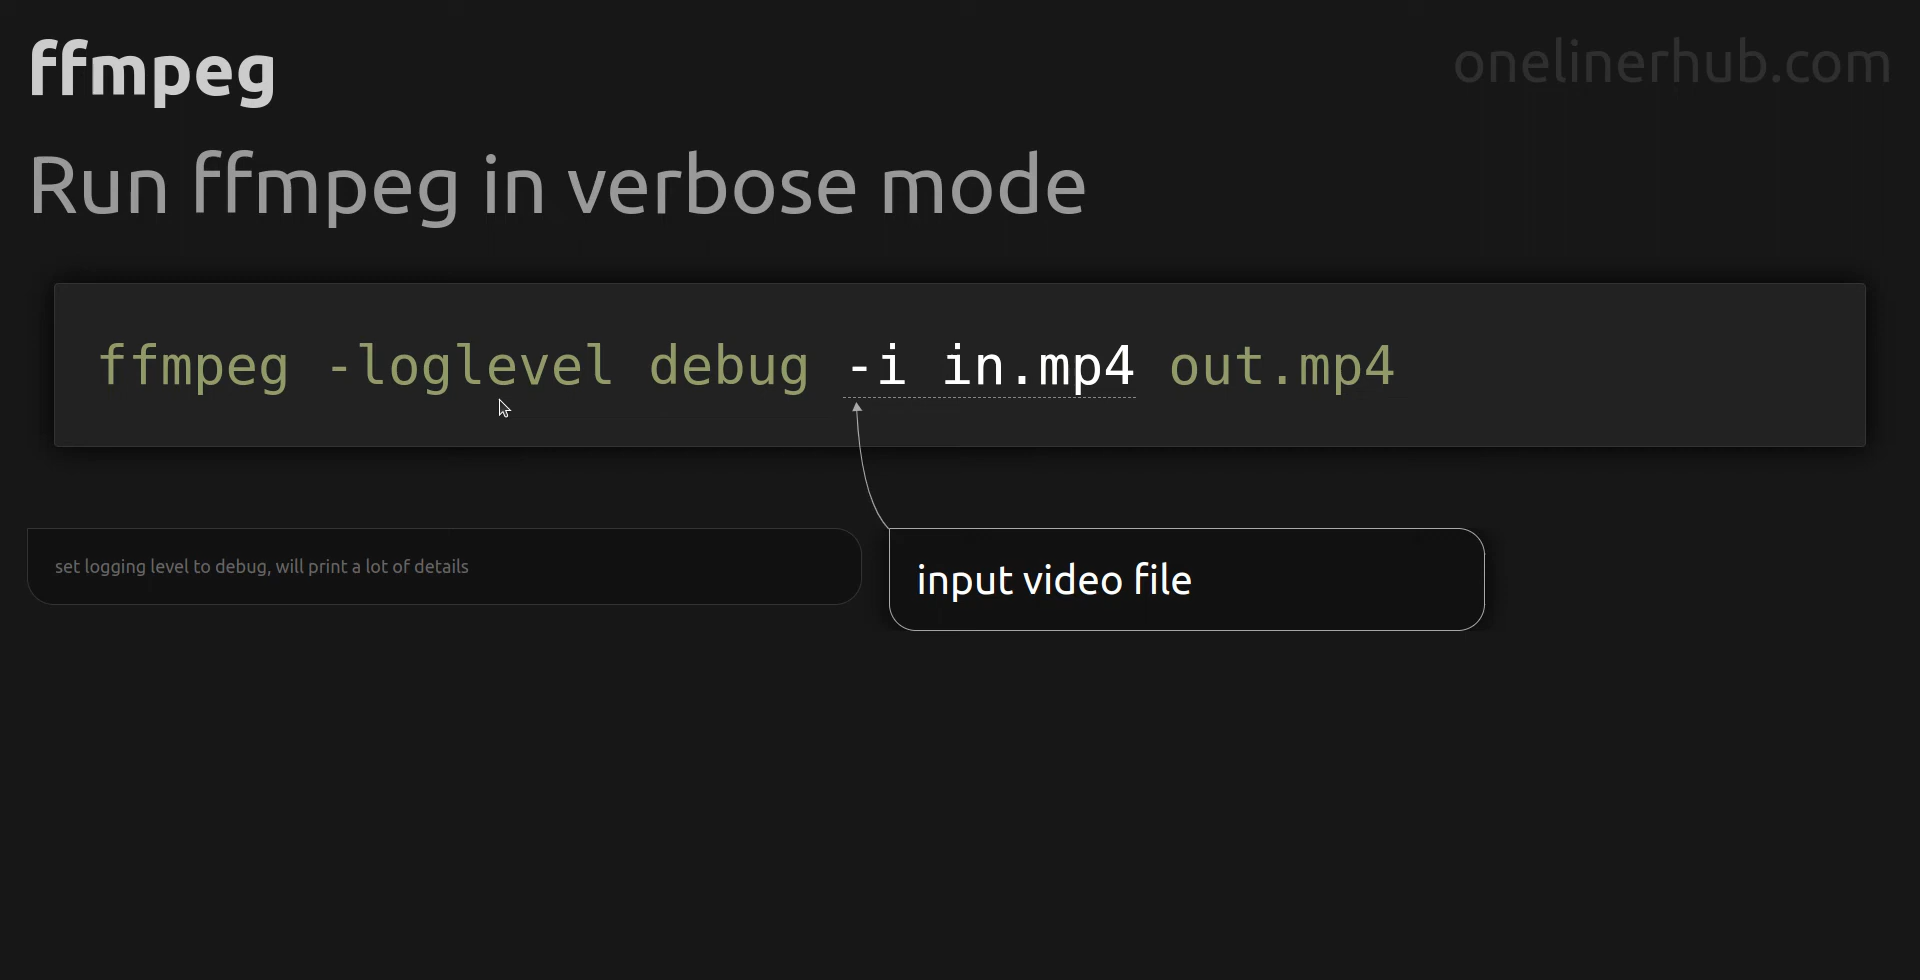 ffmpeg
onelinerhub.com
Run ffmpeg in verbose mode
ffmpeg -loglevel debug -i in.mp4 out.mp4
set logging level to debug, will print a lot of details
input video file